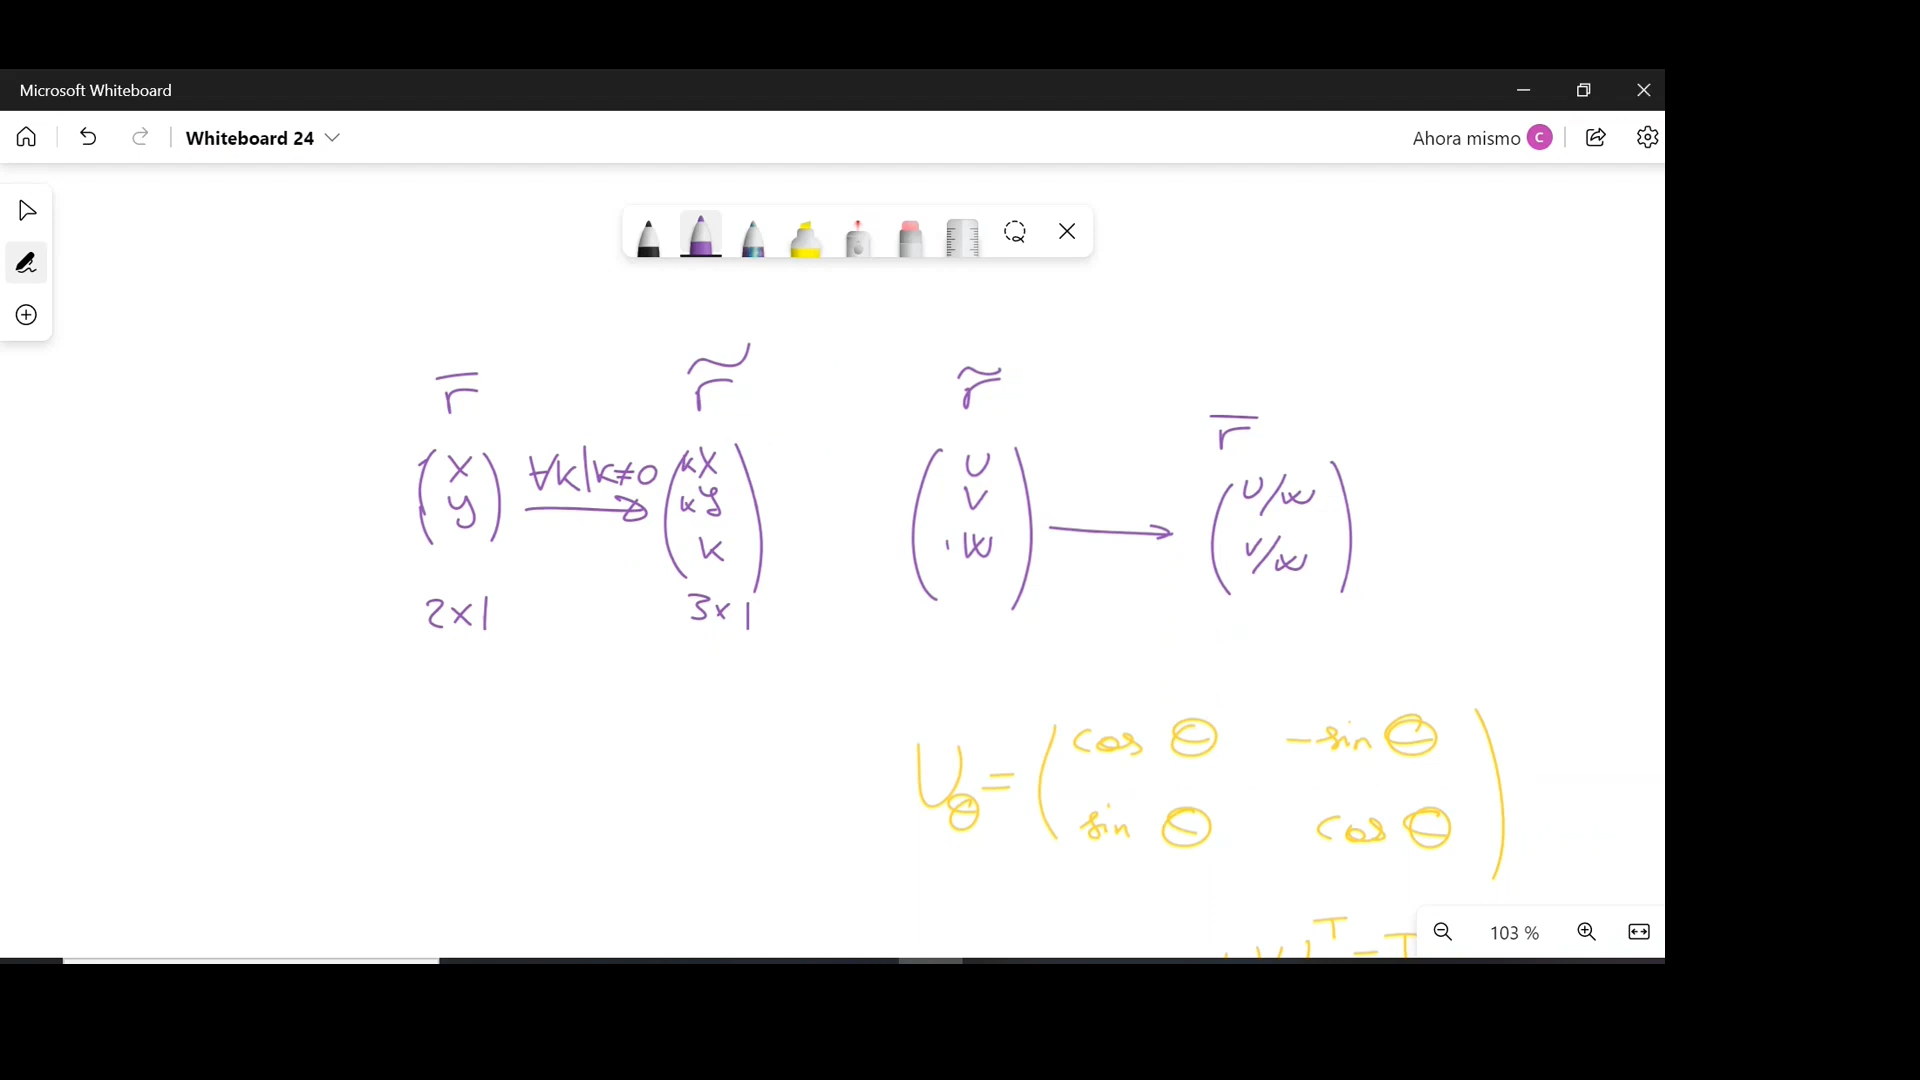 Microsoft Whiteboard
Whiteboard 24
Ahora mismo C
r̅ r̃ r̃ r̅
(x y) ∀k|k≠0 (kx ky k) (U V W) → (U/W V/W)
2x1 3x1
U_θ = (cos θ -sin θ
sin θ cos θ)
103 %